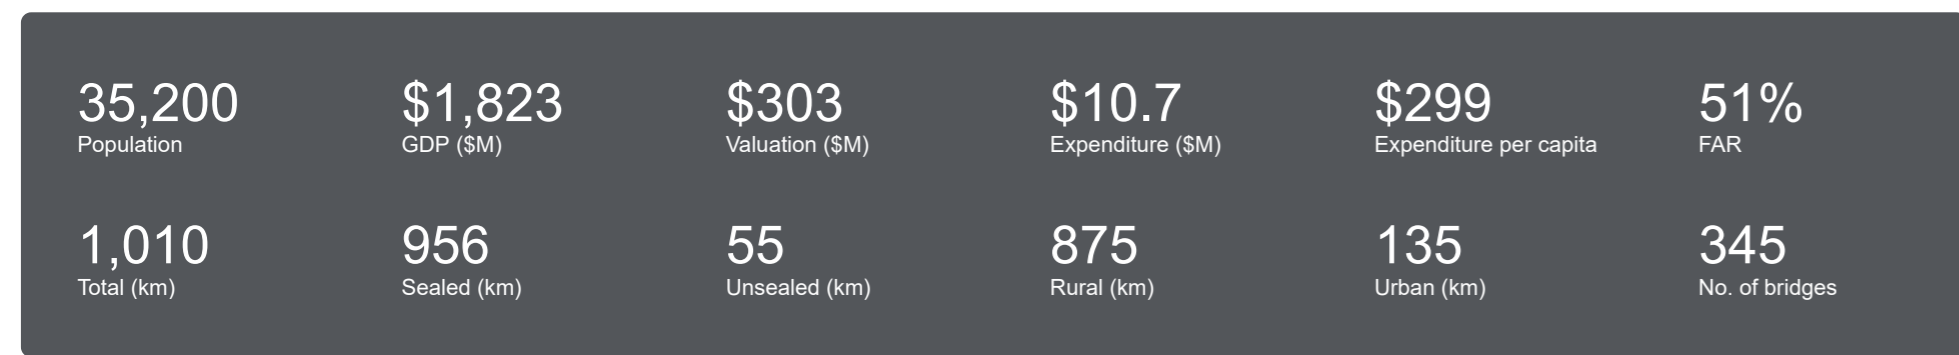 35,200 $1,823 $303 $10.7 $299 51%
Population GDP ($M) Valuation ($M) Expenditure ($M) Expenditure per capita FAR
1,010 956 55 875 135 345
Total (km) Sealed (km) Unsealed (km) Rural (km) Urban (km) No. of bridges